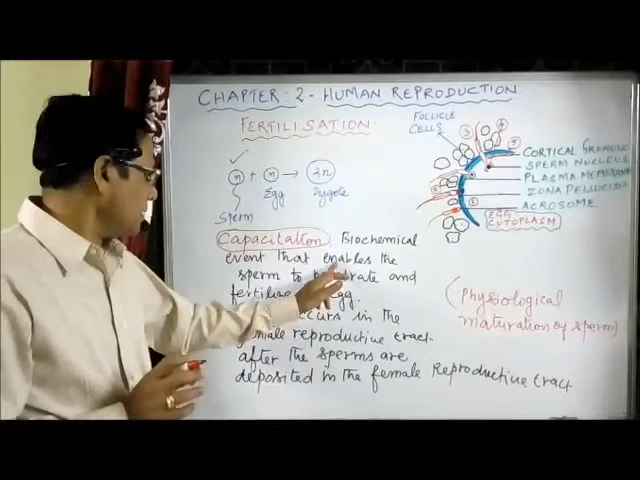 CHAPTER - 2 - HUMAN REPRODUCTION
FERTILISATION
FOLLICLE
CELLS
CORTICAL GRANULE
SPERM NUCLEUS
PLASMA MEMBRANE
ZONA PELLUCIDA
ACROSOME
EGG
CYTOPLASM
n + n → 2n
Egg Zygote
Sperm
Capacitation Biochemical
event that enables the
sperm to and
egg.
occurs in the
reproductive tract
after the sperms are
deposited in the female Reproductive tract
(Physiological
maturation of sperm)